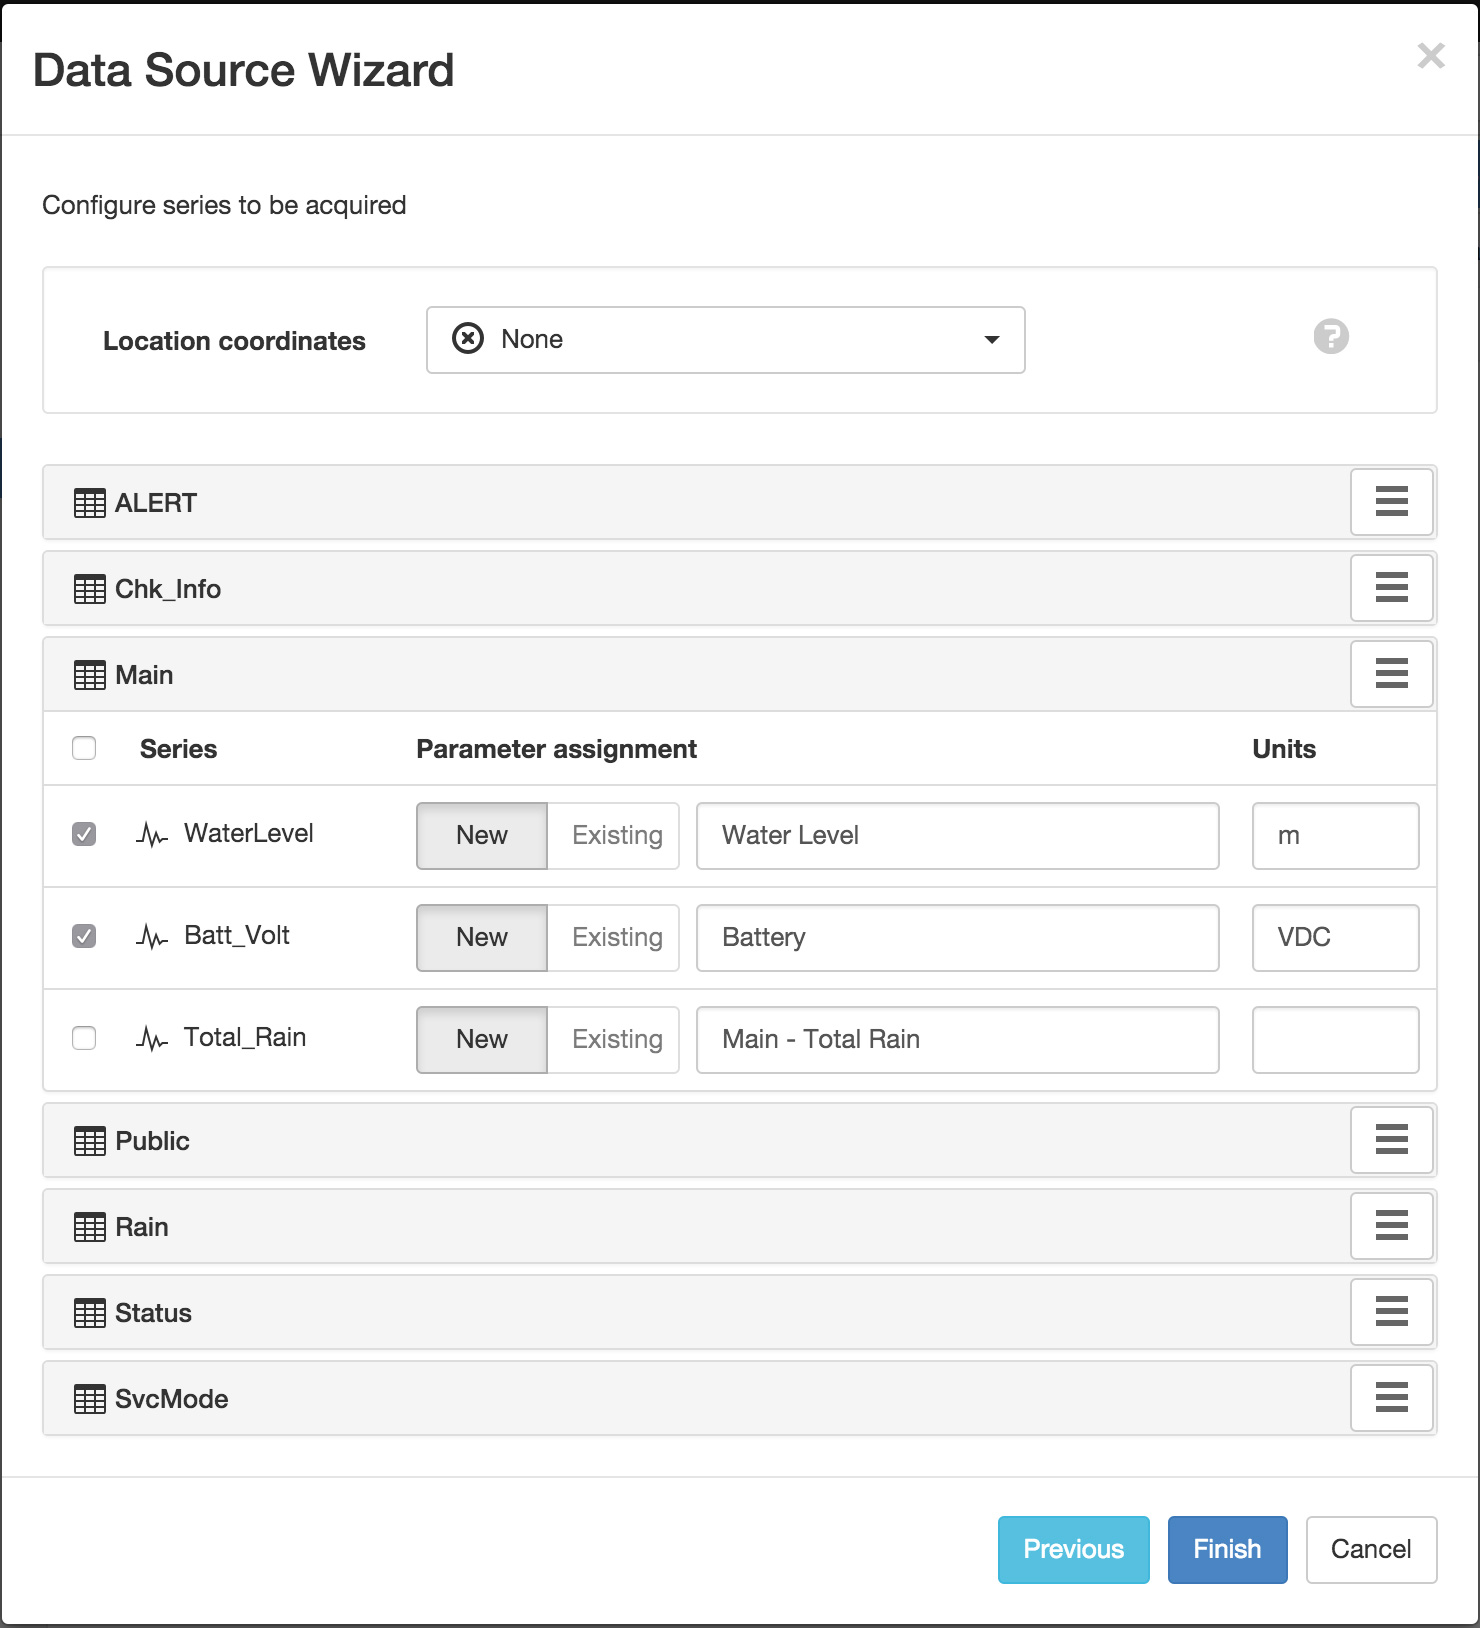 Data Source Wizard
Configure series to be acquired
Location coordinates None
ALERT
Chk_Info
Main
Series Parameter assignment Units
WaterLevel New Existing Water Level m
Batt_Volt New Existing Battery VDC
Total_Rain New Existing Main - Total Rain
Public
Rain
Status
SvcMode
Previous Finish Cancel